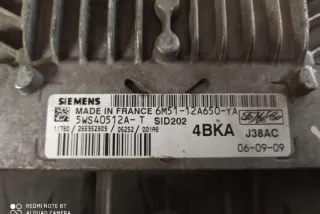 SIEMENS
MADE IN FRANCE 6M51-12A650-YA
5WS40512A-T SID202
4BKA J38AC
06-09-09
REDMI NOTE 8
AI QUAD CAMERA